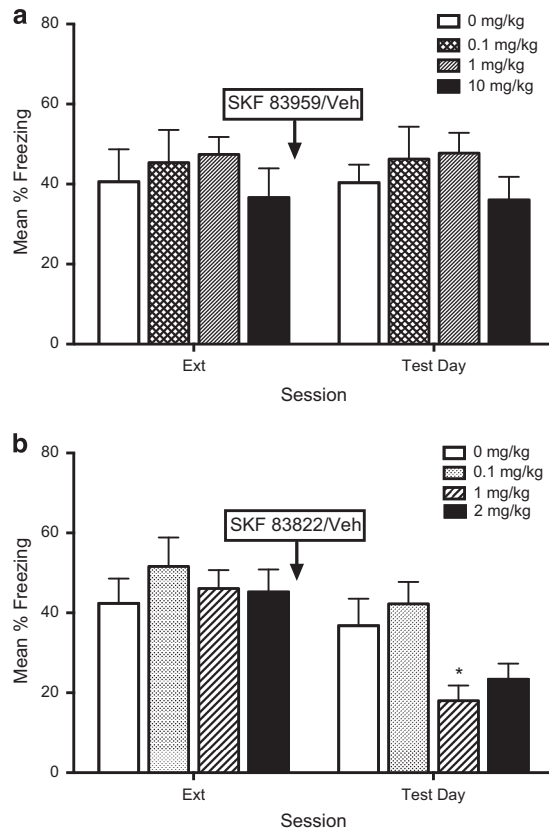 a
80
60
40
20
0
Mean % Freezing
0 mg/kg
0.1 mg/kg
1 mg/kg
10 mg/kg
SKF 83959/Veh
Ext
Test Day
Session
b
80
60
40
20
0
Mean % Freezing
0 mg/kg
0.1 mg/kg
1 mg/kg
2 mg/kg
SKF 83822/Veh
*
Ext
Test Day
Session